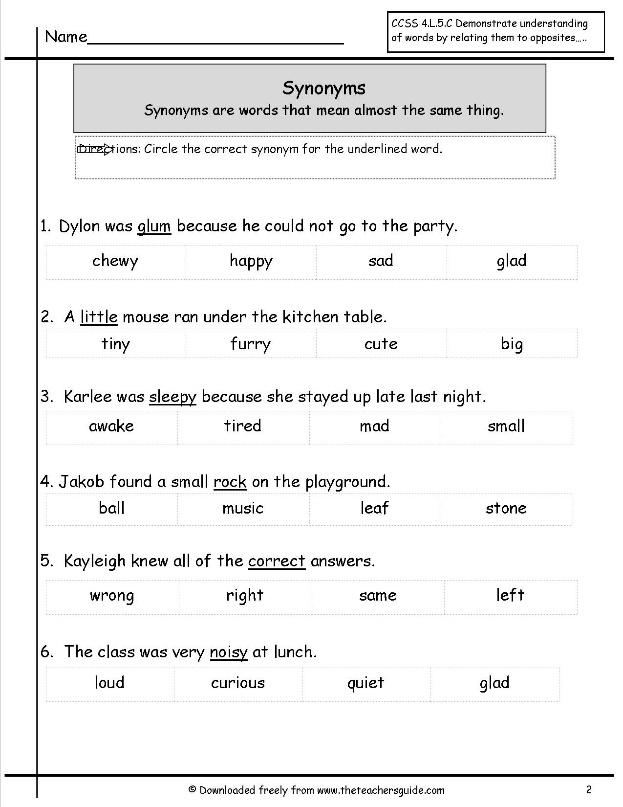 Name
CCSS 4.L.5.C Demonstrate understanding
of words by relating them to opposites.....
Synonyms
Synonyms are words that mean almost the same thing.
Directions: Circle the correct synonym for the underlined word.
1. Dylon was glum because he could not go to the party.
chewy happy sad glad
2. A little mouse ran under the kitchen table.
tiny furry cute big
3. Karlee was sleepy because she stayed up late last night.
awake tired mad small
4. Jakob found a small rock on the playground.
ball music leaf stone
5. Kayleigh knew all of the correct answers.
wrong right same left
6. The class was very noisy at lunch.
loud curious quiet glad
© Downloaded freely from www.theteachersguide.com 2